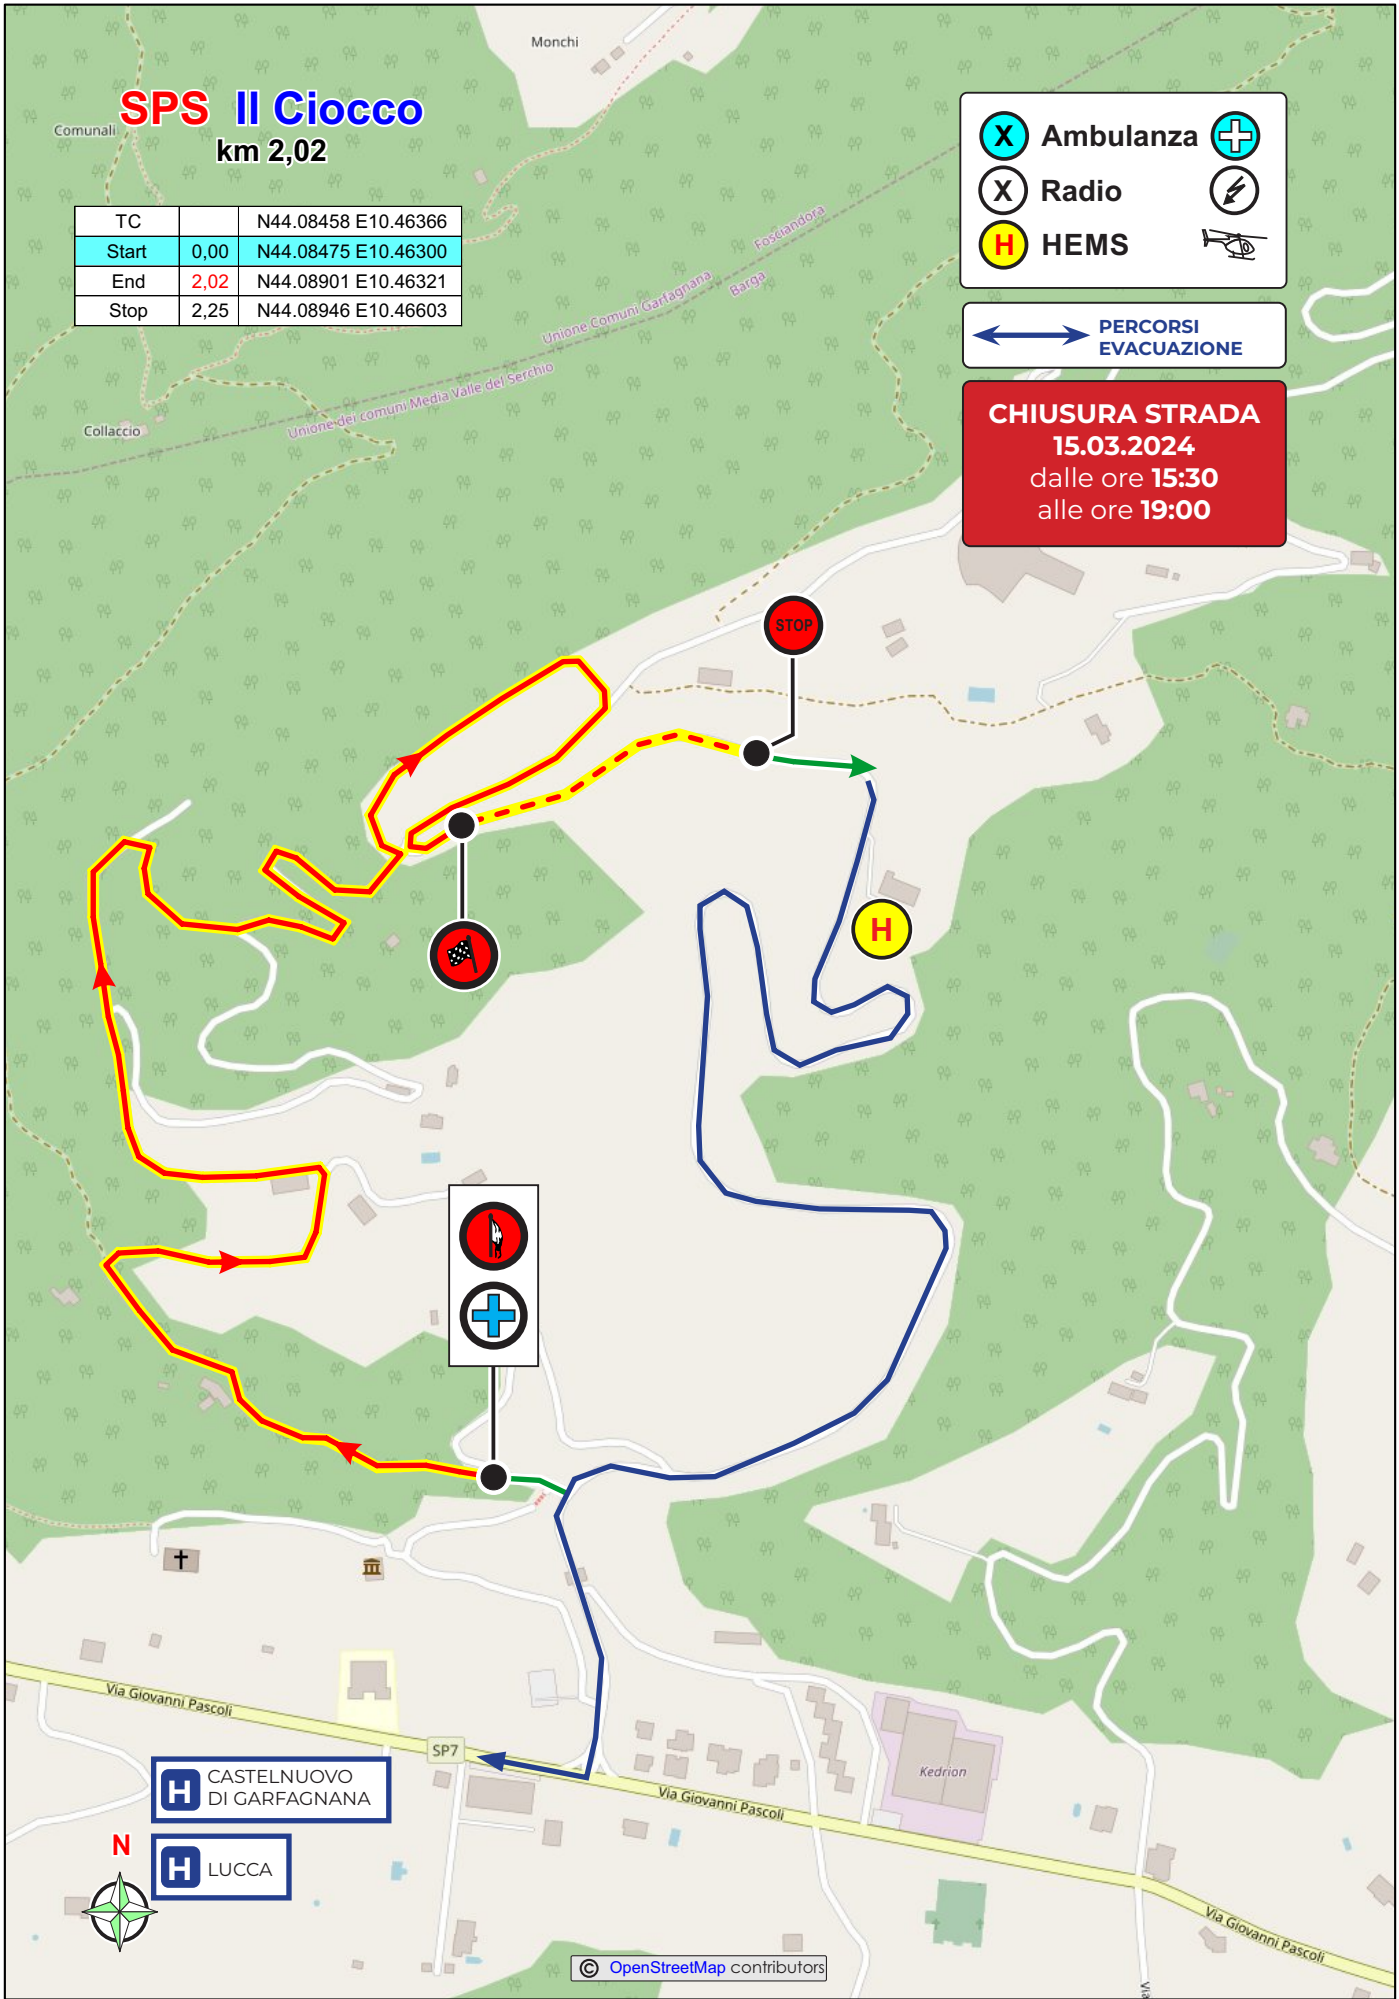 Monchi
SPS Il Ciocco
km 2,02
Comunali
TC N44.08458 E10.46366
Start 0,00 N44.08475 E10.46300
End 2,02 N44.08901 E10.46321
Stop 2,25 N44.08946 E10.46603
X Ambulanza
X Radio
H HEMS
PERCORSI
EVACUAZIONE
CHIUSURA STRADA
15.03.2024
dalle ore 15:30
alle ore 19:00
Fosciandora
Barga
Unione Comuni Garfagnana
Unione dei comuni Media Valle del Serchio
Collaccio
STOP
H
Via Giovanni Pascoli
SP7
Via Giovanni Pascoli
Kedrion
Via Giovanni Pascoli
Via
H CASTELNUOVO
DI GARFAGNANA
H LUCCA
N
© OpenStreetMap contributors